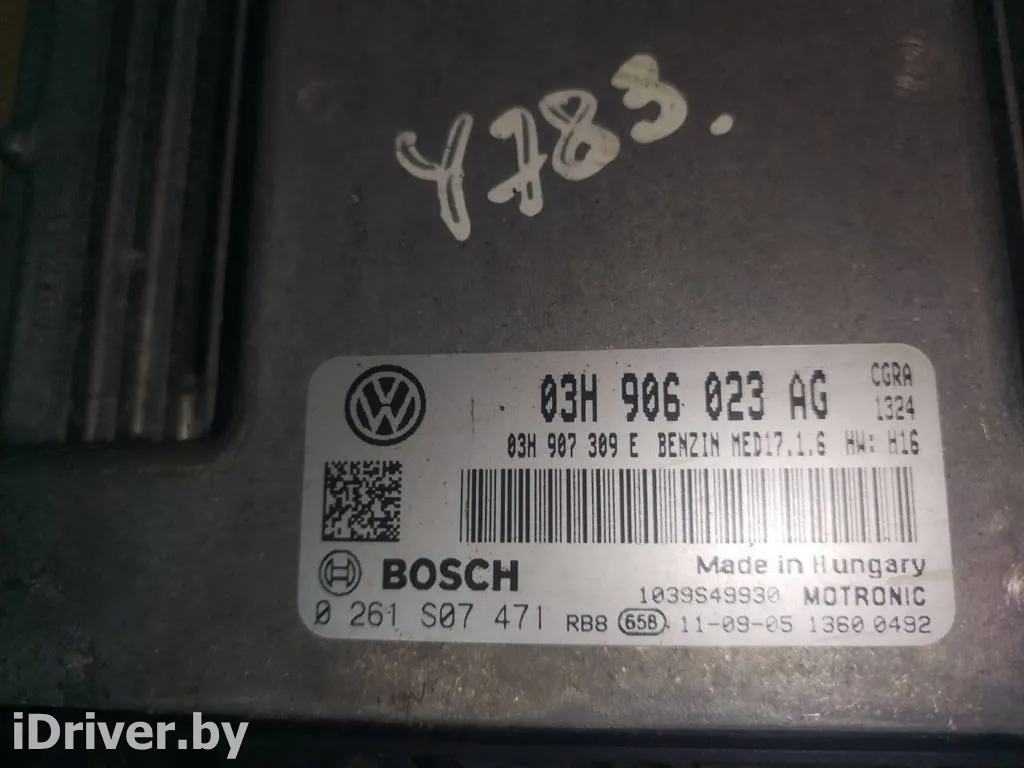 Y783.
03H 906 023 AG CGRA
1324
03H 907 309 E BENZIN MED17.1.6 HW: H16
BOSCH
Made in Hungary
1039S49930 MOTRONIC
0 261 S07 471 RB8 658 11-09-05 1360 0492
iDriver.by